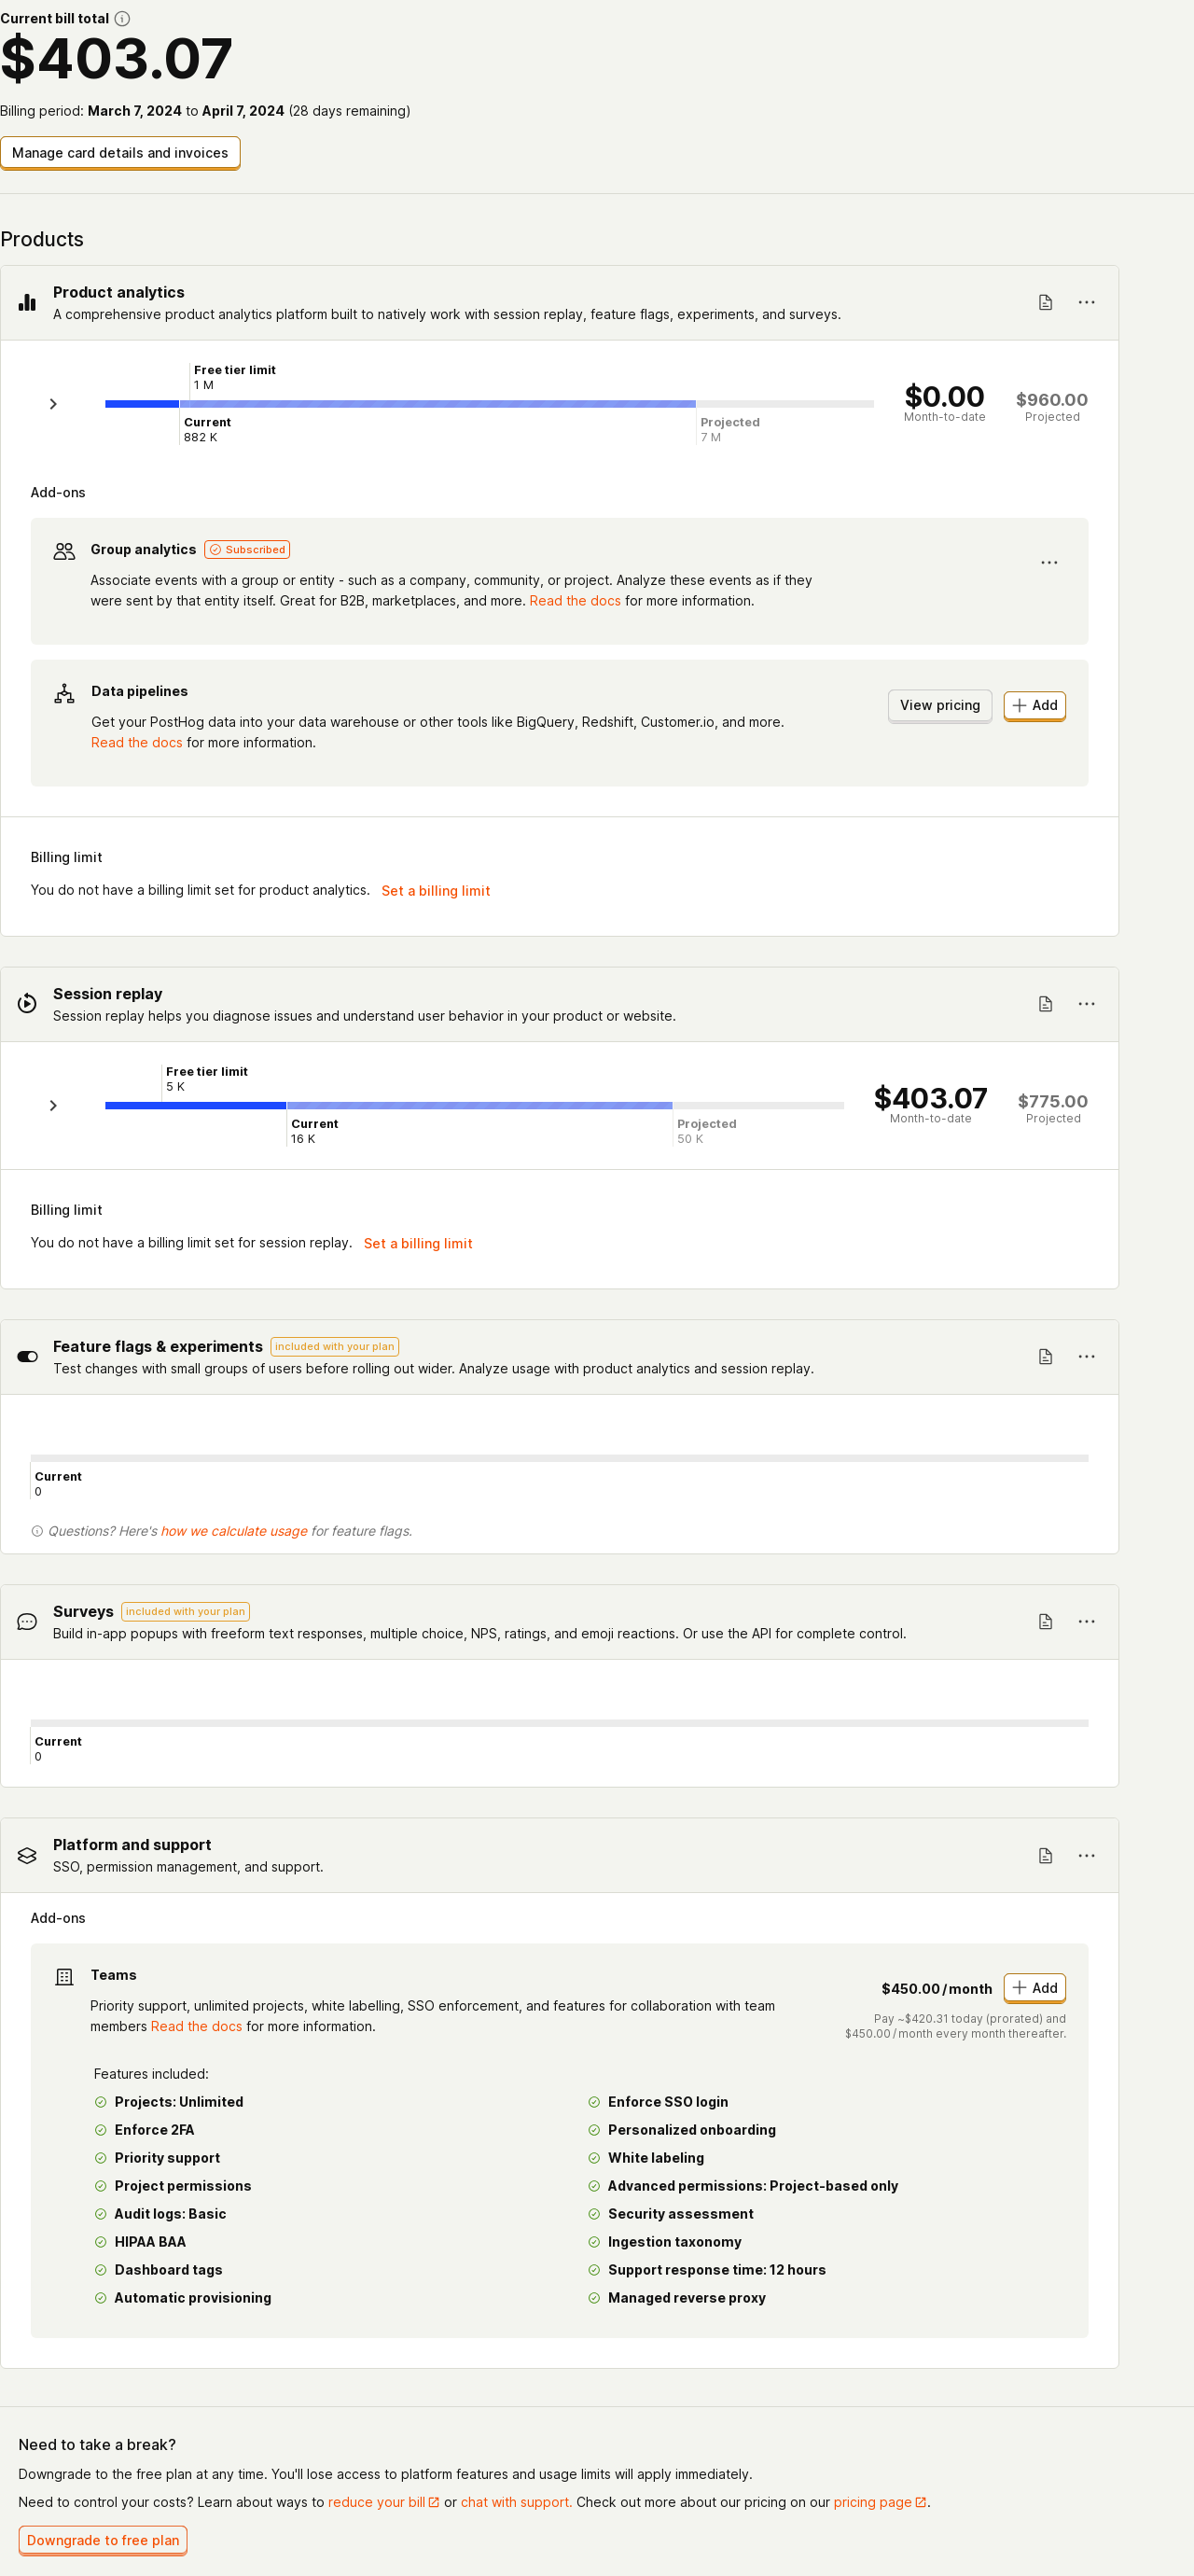 Current bill total
$403.07
Billing period: March 7, 2024 to April 7, 2024 (28 days remaining)
Manage card details and invoices
Products
Product analytics
A comprehensive product analytics platform built to natively work with session replay, feature flags, experiments, and surveys.
Free tier limit
1 M
Current
882 K
Projected
7 M
$0.00
Month-to-date
$960.00
Projected
Add-ons
Group analytics Subscribed
Associate events with a group or entity - such as a company, community, or project. Analyze these events as if they
were sent by that entity itself. Great for B2B, marketplaces, and more. Read the docs for more information.
Data pipelines
Get your PostHog data into your data warehouse or other tools like BigQuery, Redshift, Customer.io, and more.
Read the docs for more information.
View pricing
Add
Billing limit
You do not have a billing limit set for product analytics. Set a billing limit
Session replay
Session replay helps you diagnose issues and understand user behavior in your product or website.
Free tier limit
5 K
Current
16 K
Projected
50 K
$403.07
Month-to-date
$775.00
Projected
Billing limit
You do not have a billing limit set for session replay. Set a billing limit
Feature flags & experiments included with your plan
Test changes with small groups of users before rolling out wider. Analyze usage with product analytics and session replay.
Current
0
Questions? Here's how we calculate usage for feature flags.
Surveys included with your plan
Build in-app popups with freeform text responses, multiple choice, NPS, ratings, and emoji reactions. Or use the API for complete control.
Current
0
Platform and support
SSO, permission management, and support.
Add-ons
Teams
Priority support, unlimited projects, white labelling, SSO enforcement, and features for collaboration with team
members Read the docs for more information.
$450.00/month
Add
Pay ~$420.31 today (prorated) and
$450.00/month every month thereafter.
Features included:
Projects: Unlimited
Enforce SSO login
Enforce 2FA
Personalized onboarding
Priority support
White labeling
Project permissions
Advanced permissions: Project-based only
Audit logs: Basic
Security assessment
HIPAA BAA
Ingestion taxonomy
Dashboard tags
Support response time: 12 hours
Automatic provisioning
Managed reverse proxy
Need to take a break?
Downgrade to the free plan at any time. You'll lose access to platform features and usage limits will apply immediately.
Need to control your costs? Learn about ways to reduce your bill or chat with support. Check out more about our pricing on our pricing page.
Downgrade to free plan